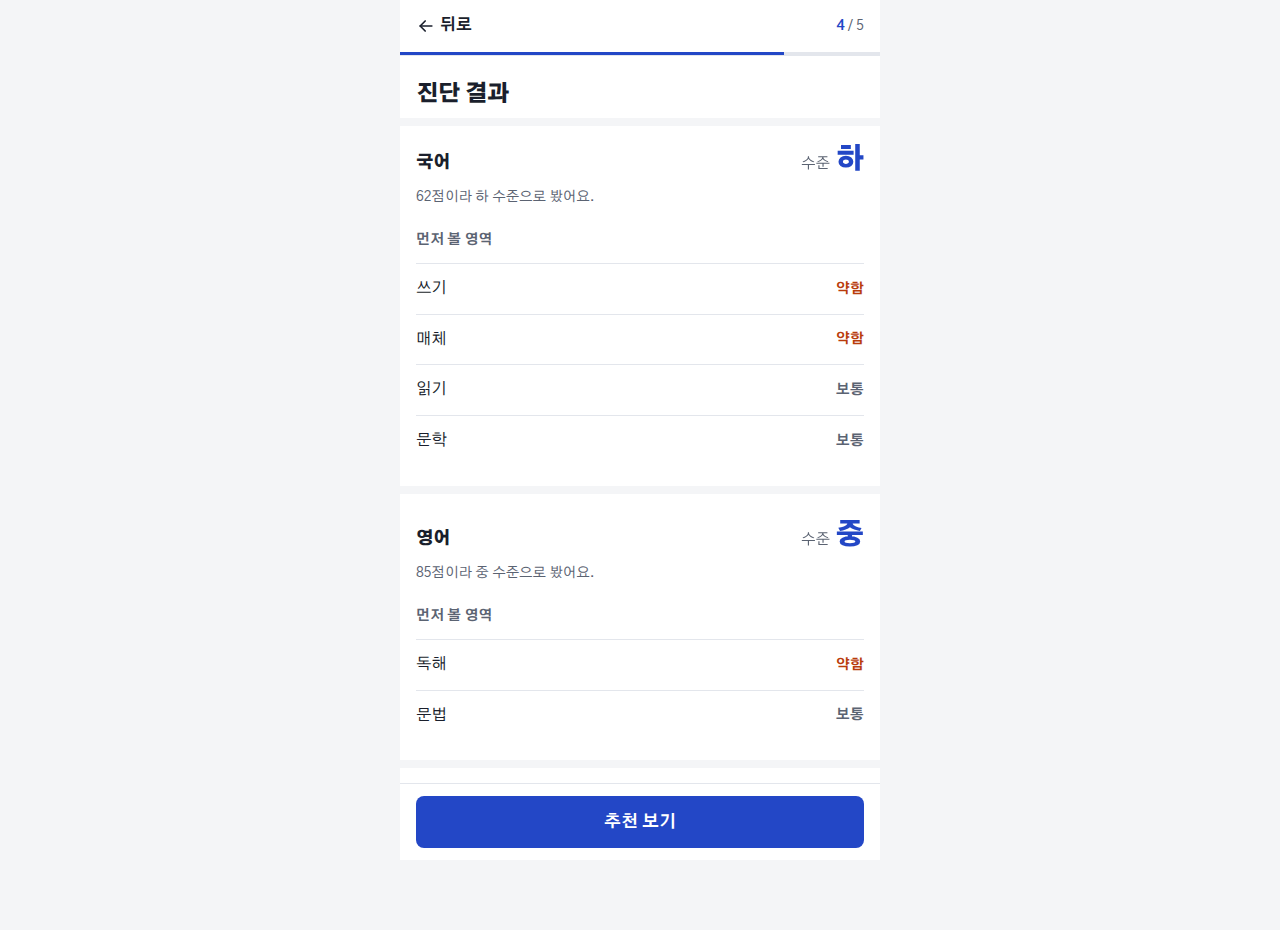 ← 뒤로
4 / 5
진단 결과
국어
수준 하
62점이라 하 수준으로 봤어요.
먼저 볼 영역
쓰기 약함
매체 약함
읽기 보통
문학 보통
영어
수준 중
85점이라 중 수준으로 봤어요.
먼저 볼 영역
독해 약함
문법 보통
추천 보기